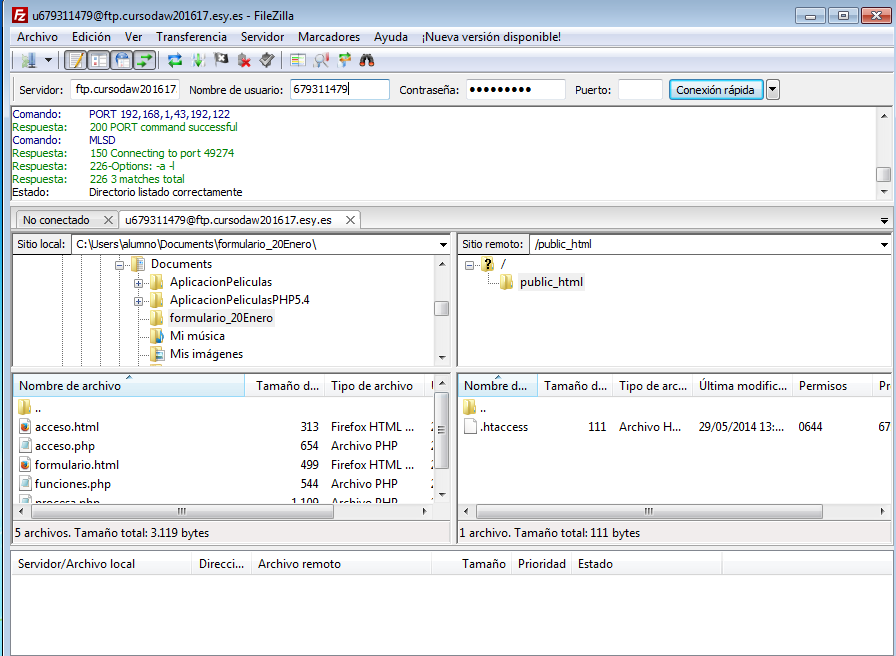 u679311479@ftp.cursodaw201617.esy.es - FileZilla
Archivo Edición Ver Transferencia Servidor Marcadores Ayuda ¡Nueva versión disponible!
Servidor: ftp.cursodaw201617 Nombre de usuario: 679311479 Contraseña: ●●●●●●●●● Puerto: Conexión rápida
Comando: PORT 192,168,1,43,192,122
Respuesta: 200 PORT command successful
Comando: MLSD
Respuesta: 150 Connecting to port 49274
Respuesta: 226-Options: -a -l
Respuesta: 226 3 matches total
Estado: Directorio listado correctamente
No conectado u679311479@ftp.cursodaw201617.esy.es
Sitio local: C:\Users\alumno\Documents\formulario_20Enero\
Documents
AplicacionPeliculas
AplicacionPeliculasPHP5.4
formulario_20Enero
Mi música
Mis imágenes
Sitio remoto: /public_html
/
public_html
Nombre de archivo Tamaño d... Tipo de archivo
..
acceso.html 313 Firefox HTML ...
acceso.php 654 Archivo PHP
formulario.html 499 Firefox HTML ...
funciones.php 544 Archivo PHP
procesa.php 1.109 Archivo PHP
5 archivos. Tamaño total: 3.119 bytes
Nombre d... Tamaño d... Tipo de arc... Última modific... Permisos Pr
..
.htaccess 111 Archivo H... 29/05/2014 13:... 0644 67
1 archivo. Tamaño total: 111 bytes
Servidor/Archivo local Direcci... Archivo remoto Tamaño Prioridad Estado